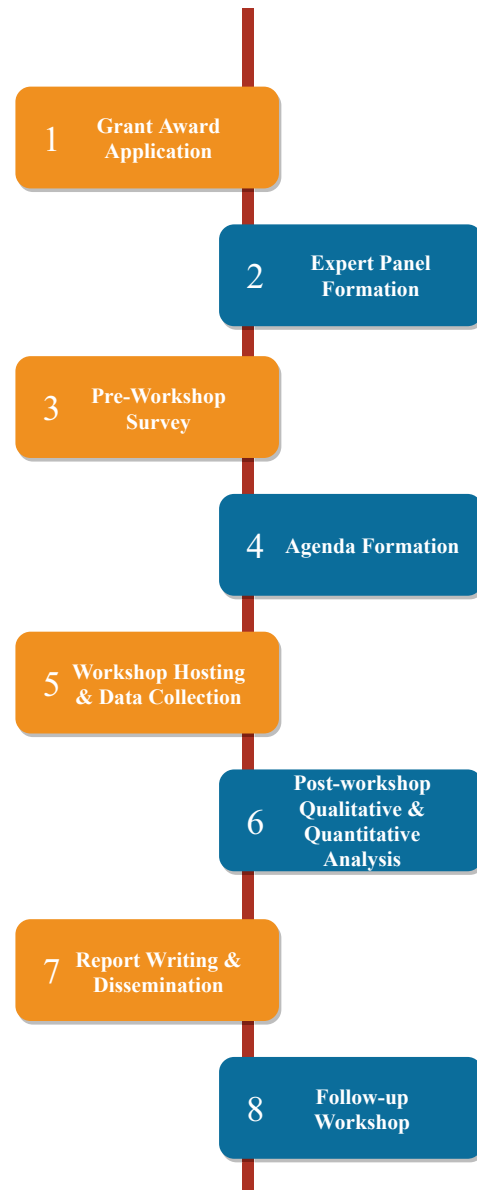 1
Grant Award
Application
2
Expert Panel
Formation
3
Pre-Workshop
Survey
4
Agenda Formation
5
Workshop Hosting
& Data Collection
6
Post-workshop
Qualitative &
Quantitative
Analysis
7
Report Writing &
Dissemination
8
Follow-up
Workshop